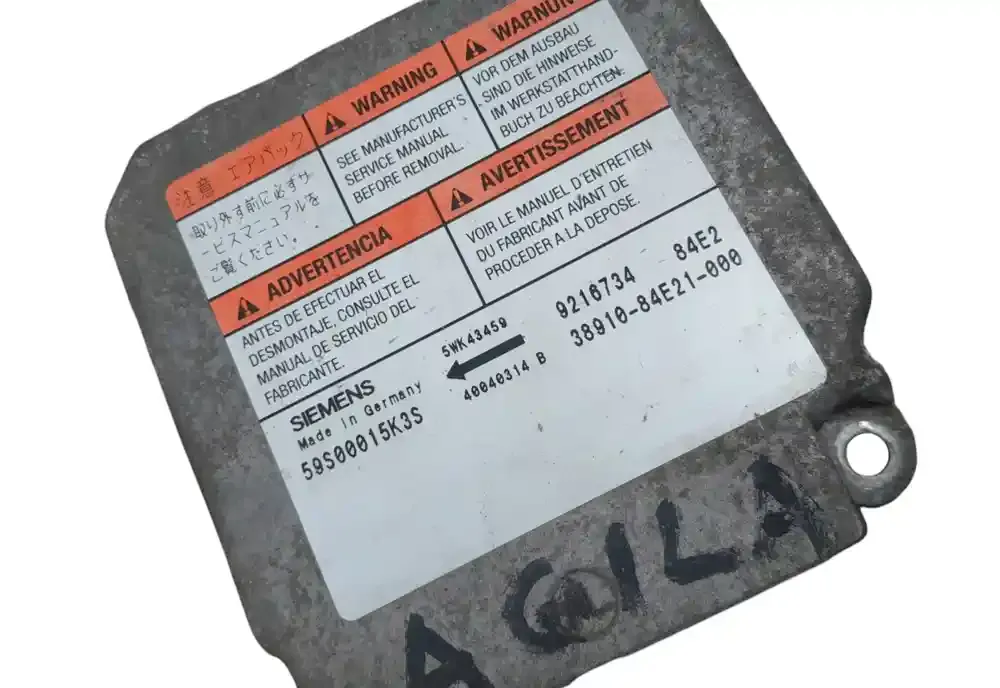 注意 エアバック
取り外す前に必ずサ
ービスマニュアルを
ご覧ください。
WARNING
SEE MANUFACTURER'S
SERVICE MANUAL
BEFORE REMOVAL.
WARNUNG
VOR DEM AUSBAU
SIND DIE HINWEISE
IM WERKSTATTHAND-
BUCH ZU BEACHTEN.
ADVERTENCIA
ANTES DE EFECTUAR EL
DESMONTAJE, CONSULTE EL
MANUAL DE SERVICIO DEL
FABRICANTE.
AVERTISSEMENT
VOIR LE MANUEL D'ENTRETIEN
DU FABRICANT AVANT DE
PROCEDER A LA DEPOSE.
SIEMENS
Made in Germany
59S00015K3S
5WK43459
40040314 B
9216734 84E2
38910-84E21-000
AGILA